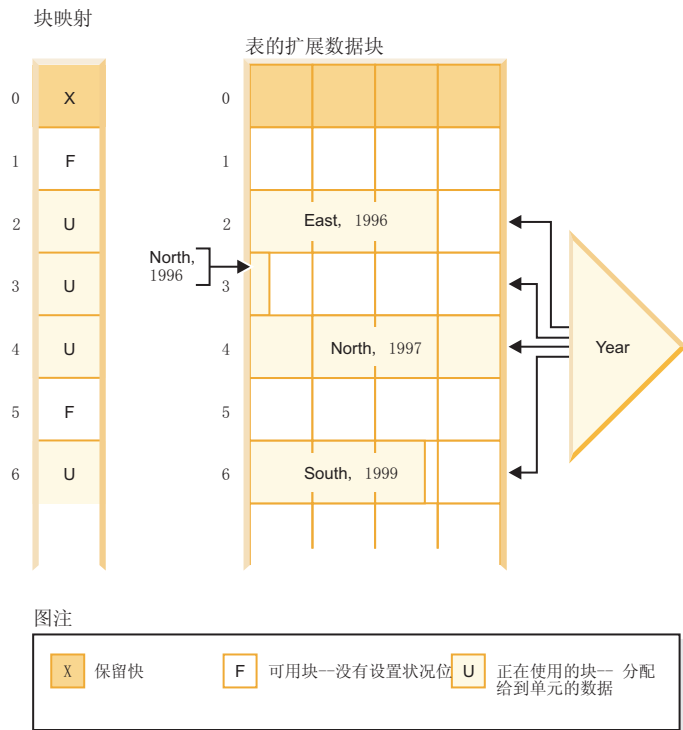 块映射
表的扩展数据块
0 X 0
1 F 1
2 U 2 East, 1996
North,
1996
3 U 3
4 U 4 North, 1997
Year
5 F 5
6 U 6 South, 1999
图注
X 保留快
F 可用块--没有设置状况位
U 正在使用的块-- 分配
给到单元的数据